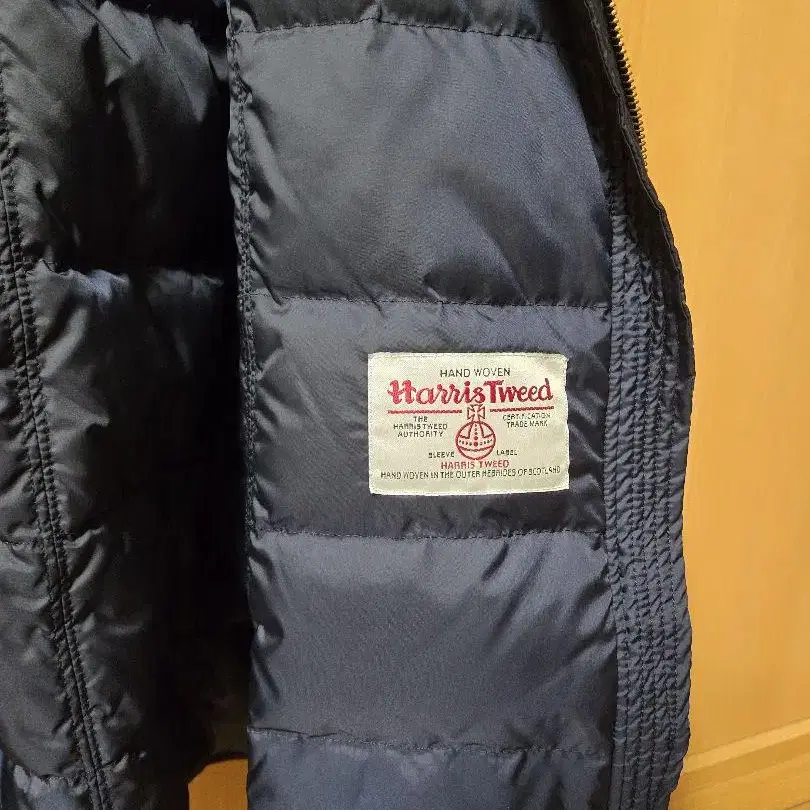 HAND WOVEN
Harris Tweed
THE
HARRIS TWEED
AUTHORITY
CERTIFICATION
TRADE MARK
SLEEVE LABEL
HARRIS TWEED
HAND WOVEN IN THE OUTER HEBRIDES OF SCOTLAND